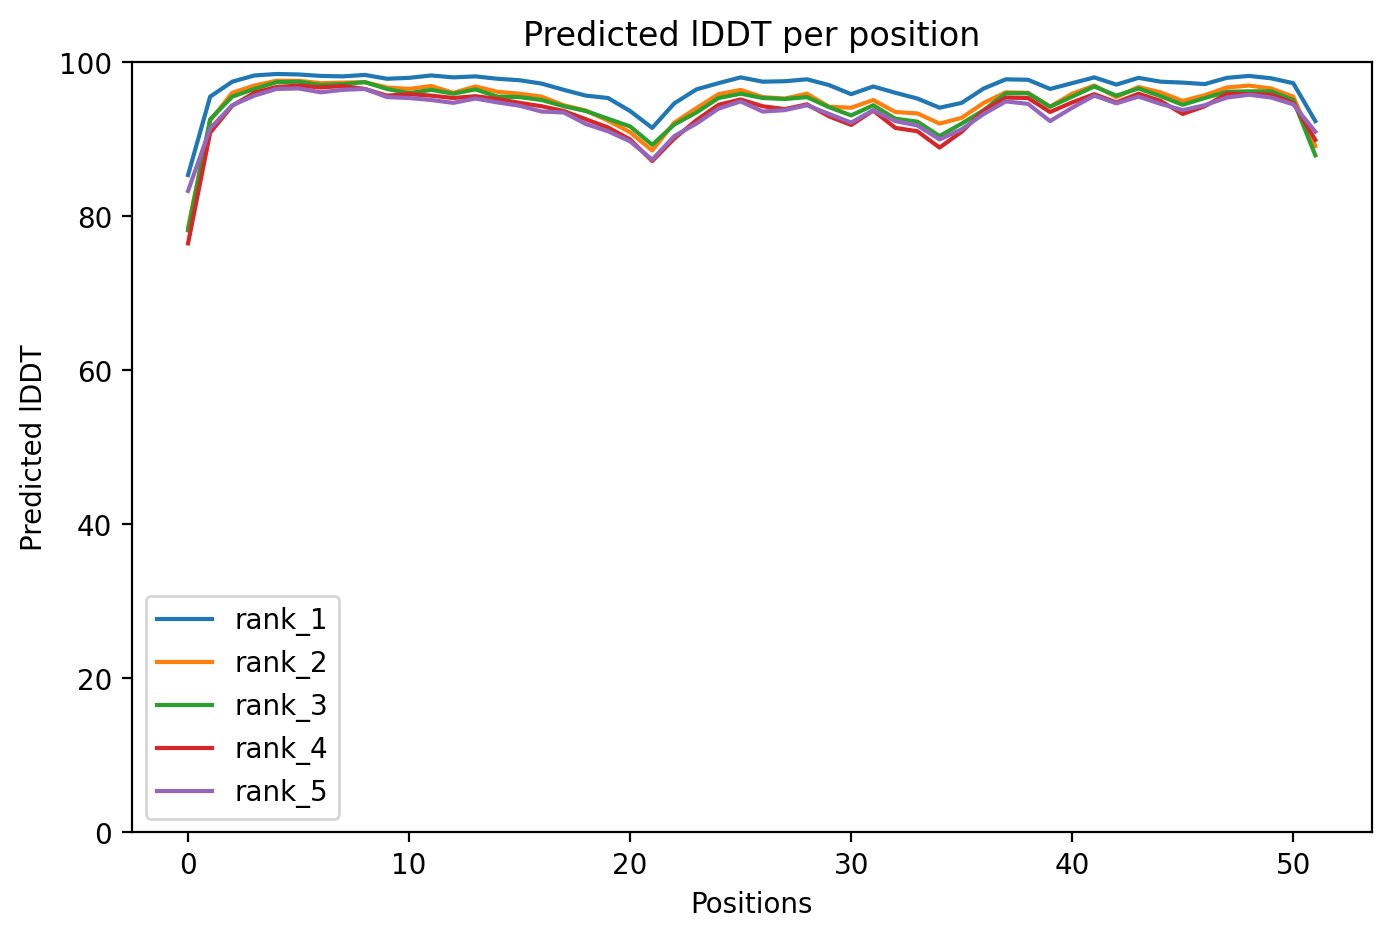 Predicted lDDT per position
100
80
60
40
20
0
Predicted lDDT
rank_1
rank_2
rank_3
rank_4
rank_5
0 10 20 30 40 50
Positions